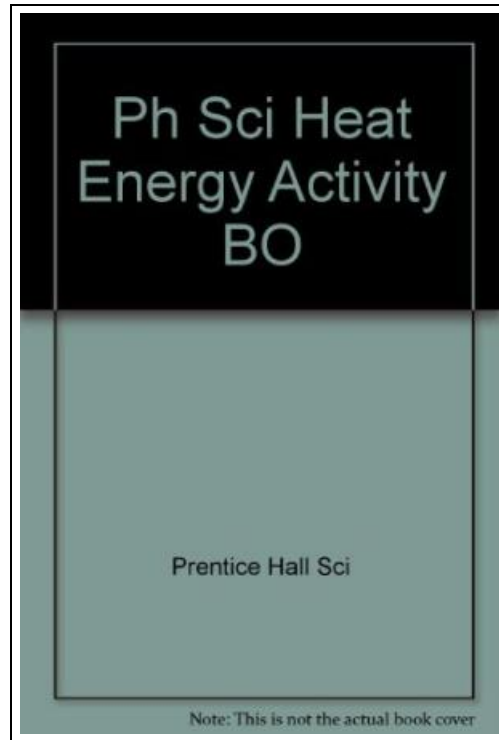 Ph Sci Heat
Energy Activity
BO
Prentice Hall Sci
Note: This is not the actual book cover